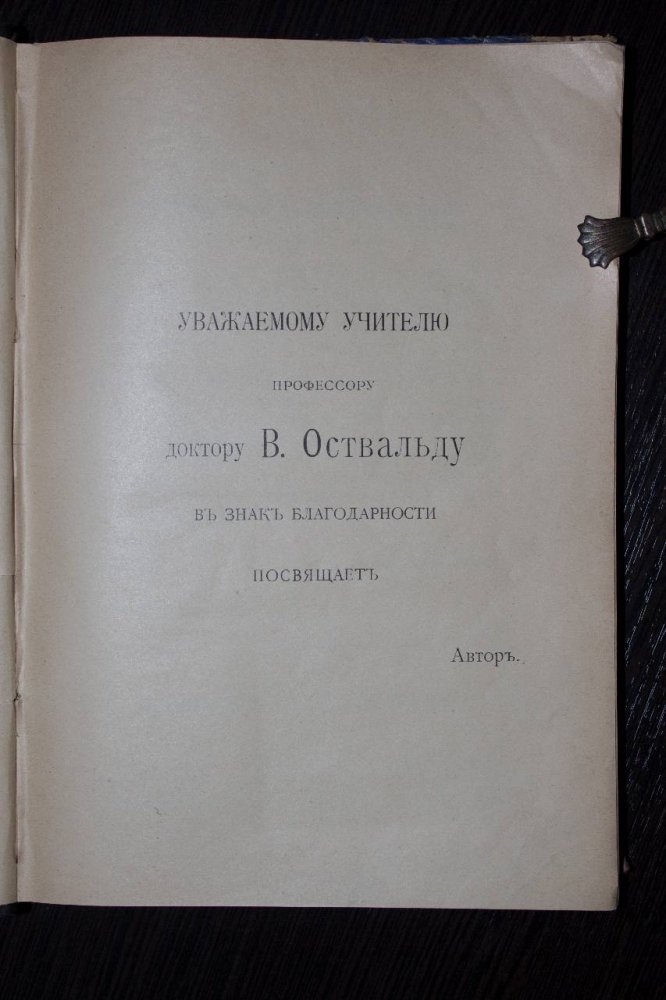 УВАЖАЕМОМУ УЧИТЕЛЮ
ПРОФЕССОРУ
ДОКТОРУ В. ОСТВАЛЬДУ
ВЪ ЗНАКЪ БЛАГОДАРНОСТИ
ПОСВЯЩАЕТЪ
Авторъ.